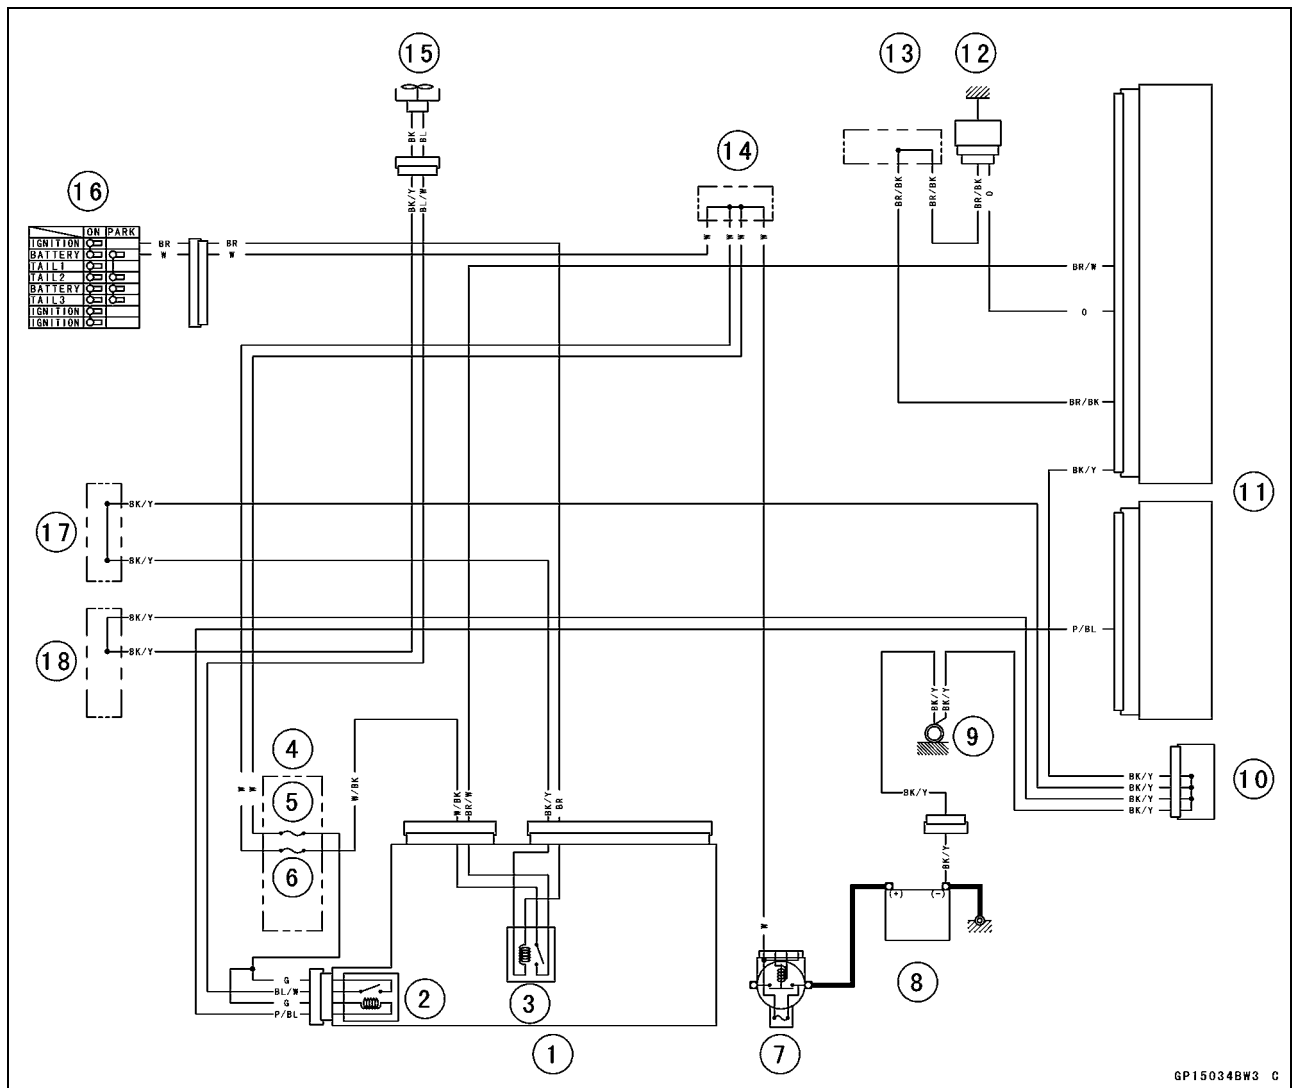 15
13
12
14
16
ON PARK
IGNITION
BATTERY
TAIL1
TAIL2
BATTERY
TAIL3
IGNITION
IGNITION
BR
W
BR
W
BK
BL
BK/Y
BL/W
W
W
W
W
BR/BK
BR/BK
BR/BK
O
BR/W
O
BR/BK
BK/Y
11
17
BK/Y
BK/Y
18
BK/Y
BK/Y
P/BL
BK/Y
BK/Y
9
4
5
6
W
W
W/BK
W/BK
BR/W
BK/Y
BR
BK/Y
BK/Y
BK/Y
BK/Y
BK/Y
BK/Y
10
(+)
(-)
8
W
7
G
BL/W
G
P/BL
2
3
1
GP15034BW3 C